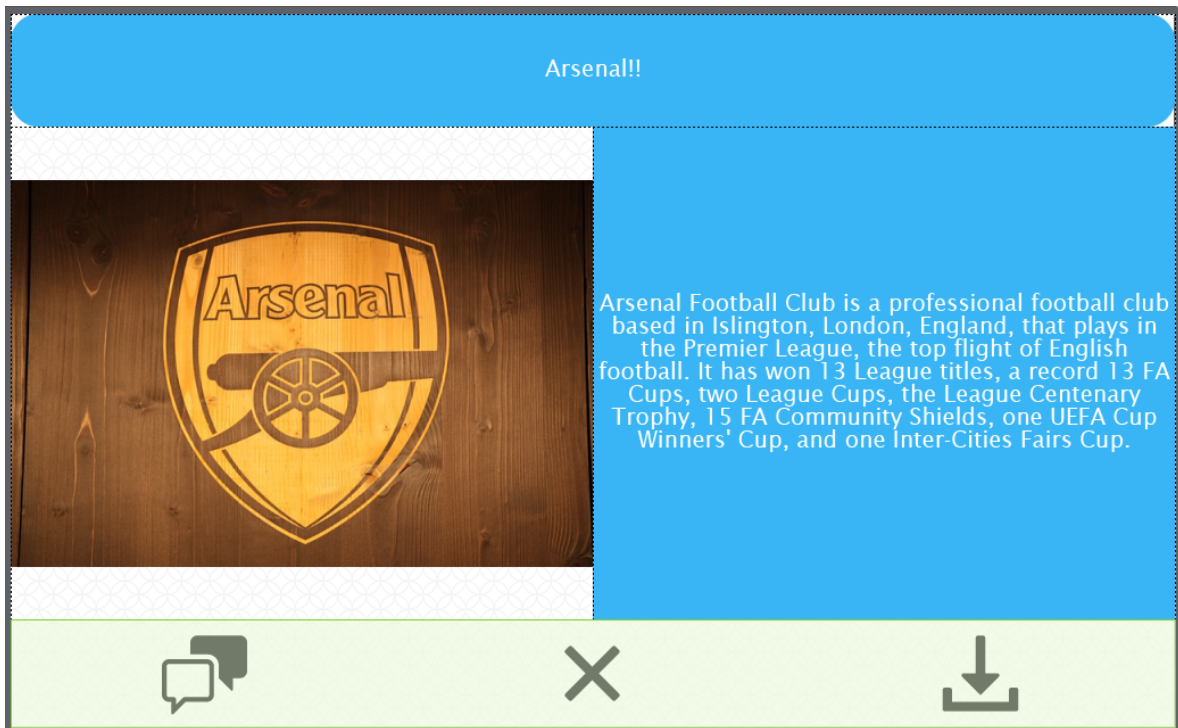 Arsenal!!
Arsenal
Arsenal Football Club is a professional football club
based in Islington, London, England, that plays in
the Premier League, the top flight of English
football. It has won 13 League titles, a record 13 FA
Cups, two League Cups, the League Centenary
Trophy, 15 FA Community Shields, one UEFA Cup
Winners' Cup, and one Inter-Cities Fairs Cup.